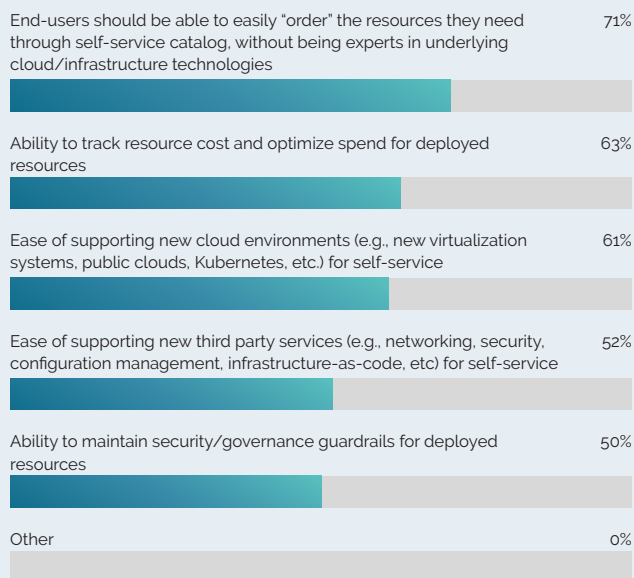 End-users should be able to easily “order” the resources they need 71%
through self-service catalog, without being experts in underlying
cloud/infrastructure technologies
Ability to track resource cost and optimize spend for deployed 63%
resources
Ease of supporting new cloud environments (e.g., new virtualization 61%
systems, public clouds, Kubernetes, etc.) for self-service
Ease of supporting new third party services (e.g., networking, security, 52%
configuration management, infrastructure-as-code, etc) for self-service
Ability to maintain security/governance guardrails for deployed 50%
resources
Other 0%